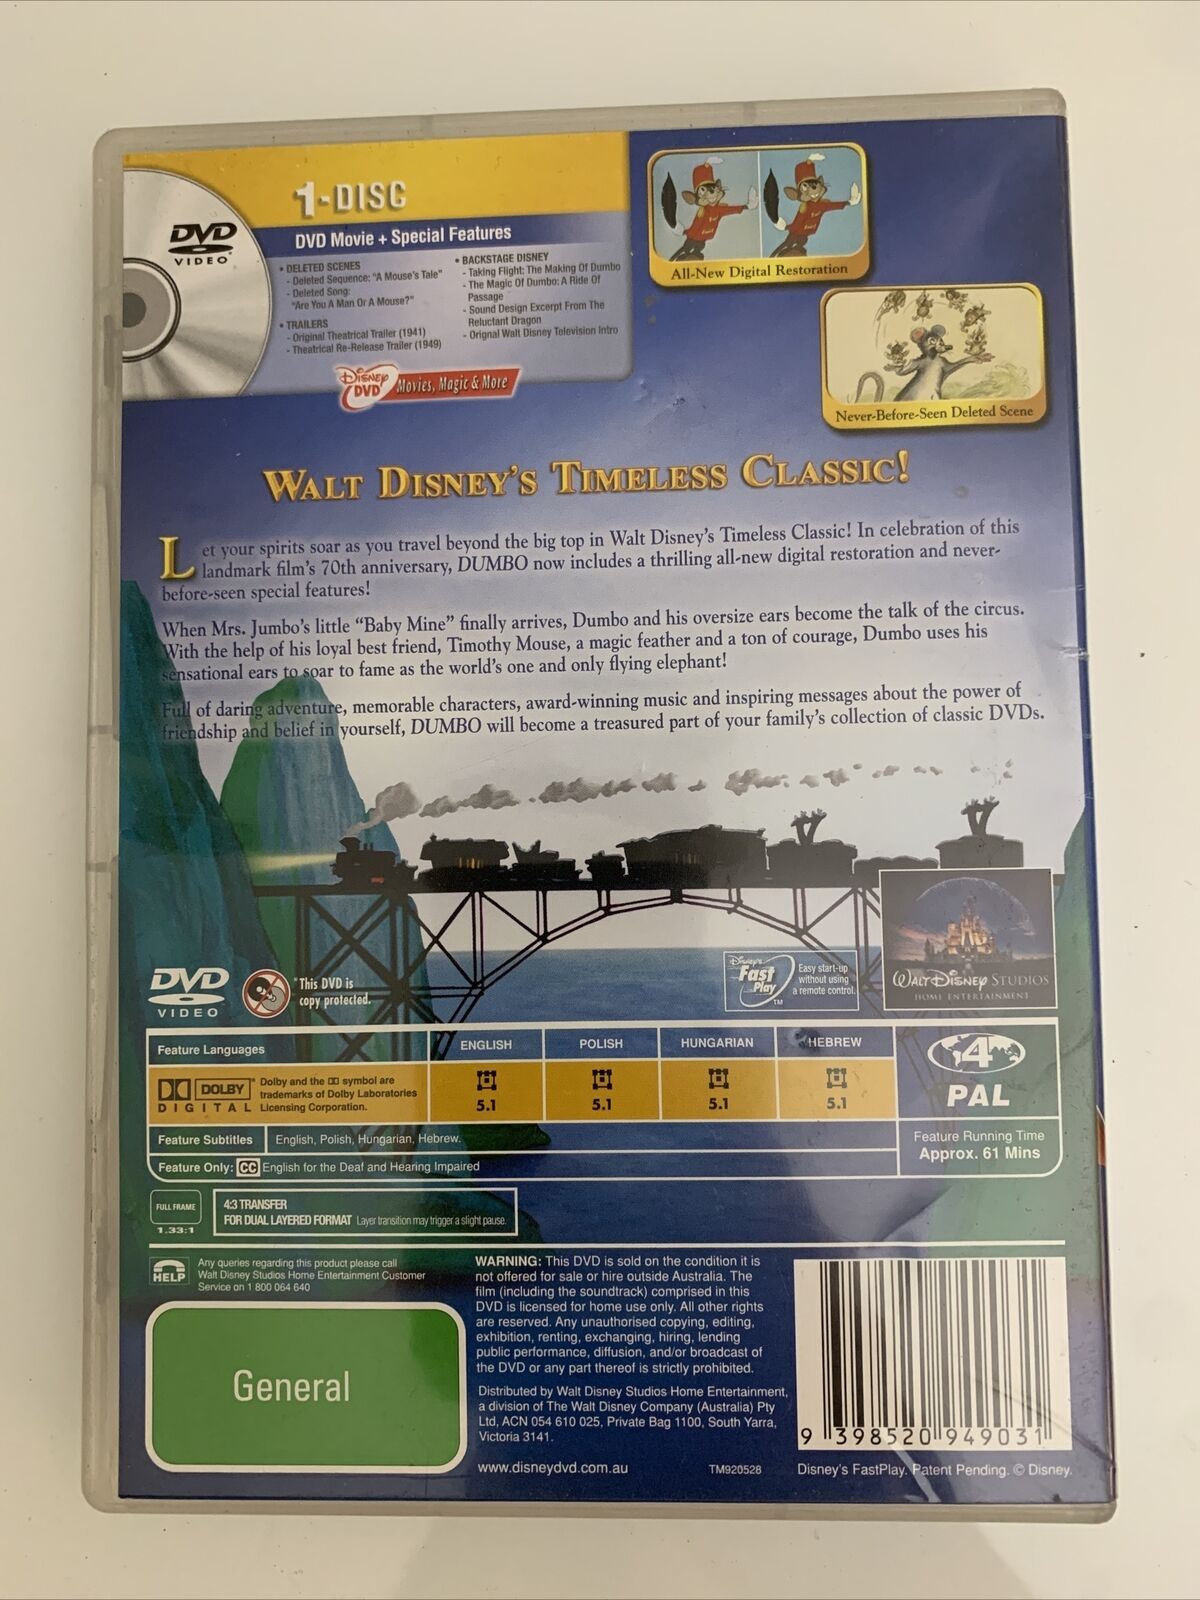 1-DISC
DVD VIDEO
DVD Movie + Special Features
• DELETED SCENES
- Deleted Sequence: "A Mouse's Tale"
- Deleted Song:
"Are You A Man Or A Mouse?"
• TRAILERS
- Original Theatrical Trailer (1941)
- Theatrical Re-Release Trailer (1949)
• BACKSTAGE DISNEY
- Taking Flight: The Making Of Dumbo
- The Magic Of Dumbo: A Ride Of
Passage
- Sound Design Excerpt From The
Reluctant Dragon
- Orignal Walt Disney Television Intro
Disney DVD Movies, Magic & More
All-New Digital Restoration
Never-Before-Seen Deleted Scene
WALT DISNEY'S TIMELESS CLASSIC!
Let your spirits soar as you travel beyond the big top in Walt Disney's Timeless Classic! In celebration of this
landmark film's 70th anniversary, DUMBO now includes a thrilling all-new digital restoration and never-
before-seen special features!
When Mrs. Jumbo's little "Baby Mine" finally arrives, Dumbo and his oversize ears become the talk of the circus.
With the help of his loyal best friend, Timothy Mouse, a magic feather and a ton of courage, Dumbo uses his
sensational ears to soar to fame as the world's one and only flying elephant!
Full of daring adventure, memorable characters, award-winning music and inspiring messages about the power of
friendship and belief in yourself, DUMBO will become a treasured part of your family's collection of classic DVDs.
DVD VIDEO
This DVD is
copy protected.
Disney's Fast Play TM
Easy start-up
without using
a remote control.
WALT DISNEY STUDIOS
HOME ENTERTAINMENT
Feature Languages ENGLISH POLISH HUNGARIAN HEBREW
DOLBY DIGITAL
Dolby and the DD symbol are
trademarks of Dolby Laboratories
Licensing Corporation.
5.1 5.1 5.1 5.1
4
PAL
Feature Subtitles English, Polish, Hungarian, Hebrew.
Feature Only: CC English for the Deaf and Hearing Impaired
Feature Running Time
Approx. 61 Mins
FULL FRAME
1.33:1
4:3 TRANSFER
FOR DUAL LAYERED FORMAT Layer transition may trigger a slight pause.
HELP
Any queries regarding this product please call
Walt Disney Studios Home Entertainment Customer
Service on 1 800 064 640
General
WARNING: This DVD is sold on the condition it is
not offered for sale or hire outside Australia. The
film (including the soundtrack) comprised in this
DVD is licensed for home use only. All other rights
are reserved. Any unauthorised copying, editing,
exhibition, renting, exchanging, hiring, lending
public performance, diffusion, and/or broadcast of
the DVD or any part thereof is strictly prohibited.
Distributed by Walt Disney Studios Home Entertainment,
a division of The Walt Disney Company (Australia) Pty
Ltd, ACN 054 610 025, Private Bag 1100, South Yarra,
Victoria 3141.
www.disneydvd.com.au
TM920528
9 398520 949031
Disney's FastPlay. Patent Pending. © Disney.